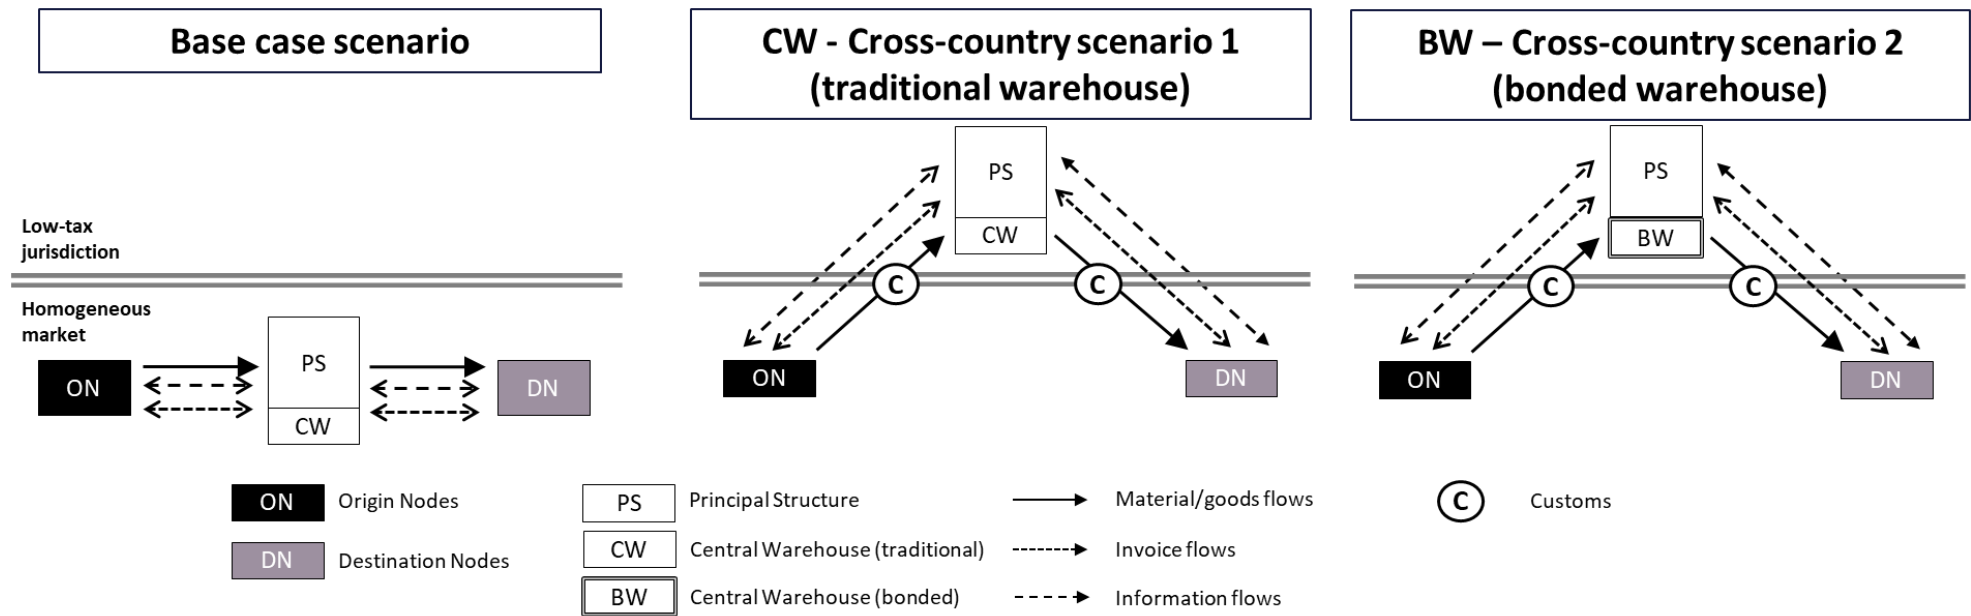 Base case scenario
CW - Cross-country scenario 1
(traditional warehouse)
BW – Cross-country scenario 2
(bonded warehouse)
Low-tax
jurisdiction
Homogeneous
market
ON
PS
CW
DN
PS
CW
C
C
ON
DN
PS
BW
C
C
ON
DN
ON Origin Nodes
DN Destination Nodes
PS Principal Structure
CW Central Warehouse (traditional)
BW Central Warehouse (bonded)
Material/goods flows
Invoice flows
Information flows
C Customs